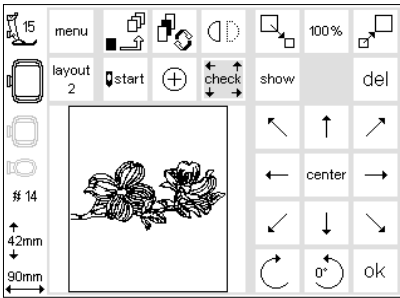 15
menu
100%
layout
2
start
check
show
del
# 14
center
42mm
90mm
0°
ok